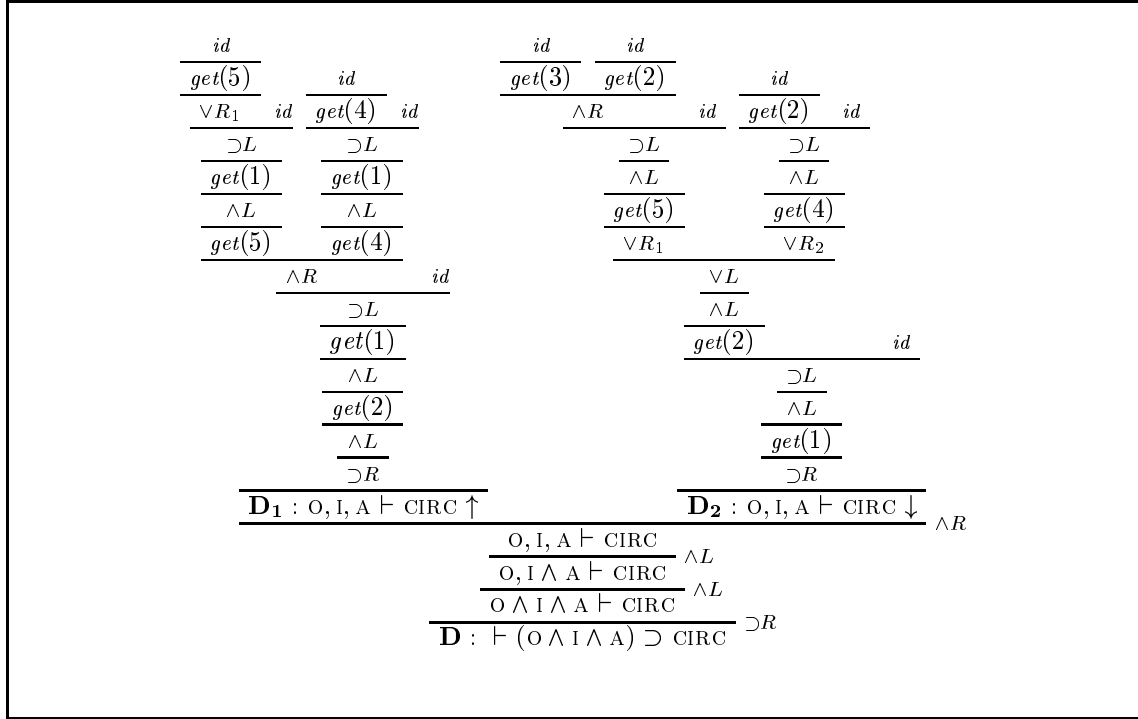 id id id
get(5) id get(3) get(2) id
∨R₁ id get(4) id ∧R id get(2) id
⊃L ⊃L ⊃L ⊃L
get(1) get(1) ∧L ∧L
∧L ∧L get(5) get(4)
get(5) get(4) ∨R₁ ∨R₂
∧R id ∨L
⊃L ∧L
get(1) get(2) id
∧L ⊃L
get(2) ∧L
∧L get(1)
⊃R ⊃R
D₁ : O, I, A ⊢ CIRC ↑ D₂ : O, I, A ⊢ CIRC ↓ ∧R
O, I, A ⊢ CIRC ∧L
O, I ∧ A ⊢ CIRC ∧L
O ∧ I ∧ A ⊢ CIRC ⊃R
D : ⊢ (O ∧ I ∧ A) ⊃ CIRC